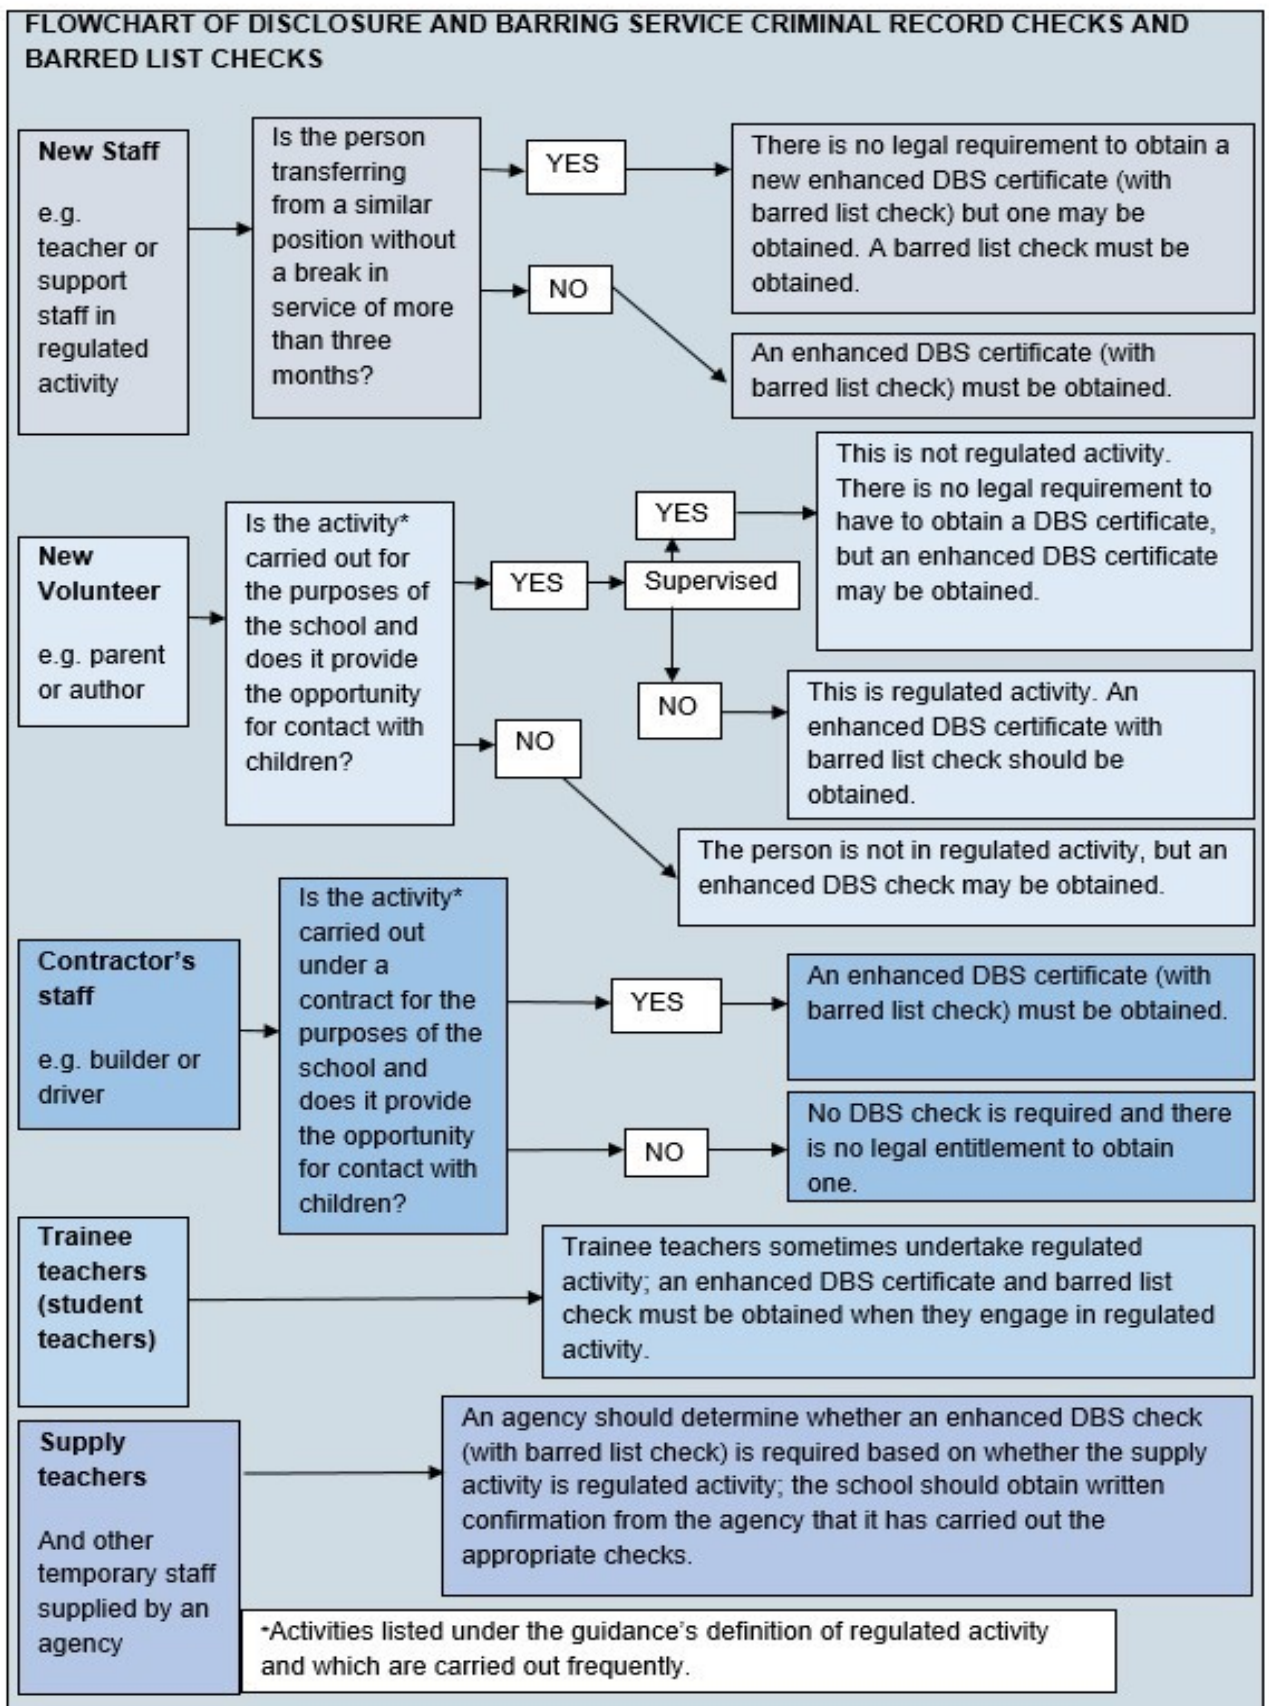 FLOWCHART OF DISCLOSURE AND BARRING SERVICE CRIMINAL RECORD CHECKS AND
BARRED LIST CHECKS
New Staff
e.g.
teacher or
support
staff in
regulated
activity
Is the person
transferring
from a similar
position without
a break in
service of more
than three
months?
YES
There is no legal requirement to obtain a
new enhanced DBS certificate (with
barred list check) but one may be
obtained. A barred list check must be
obtained.
NO
An enhanced DBS certificate (with
barred list check) must be obtained.
New
Volunteer
e.g. parent
or author
Is the activity*
carried out for
the purposes of
the school and
does it provide
the opportunity
for contact with
children?
YES
Supervised
YES
This is not regulated activity.
There is no legal requirement to
have to obtain a DBS certificate,
but an enhanced DBS certificate
may be obtained.
NO
This is regulated activity. An
enhanced DBS certificate with
barred list check should be
obtained.
NO
The person is not in regulated activity, but an
enhanced DBS check may be obtained.
Contractor's
staff
e.g. builder or
driver
Is the activity*
carried out
under a
contract for the
purposes of the
school and
does it provide
the opportunity
for contact with
children?
YES
An enhanced DBS certificate (with
barred list check) must be obtained.
NO
No DBS check is required and there
is no legal entitlement to obtain
one.
Trainee
teachers
(student
teachers)
Trainee teachers sometimes undertake regulated
activity; an enhanced DBS certificate and barred list
check must be obtained when they engage in regulated
activity.
Supply
teachers
And other
temporary staff
supplied by an
agency
An agency should determine whether an enhanced DBS check
(with barred list check) is required based on whether the supply
activity is regulated activity; the school should obtain written
confirmation from the agency that it has carried out the
appropriate checks.
*Activities listed under the guidance's definition of regulated activity
and which are carried out frequently.